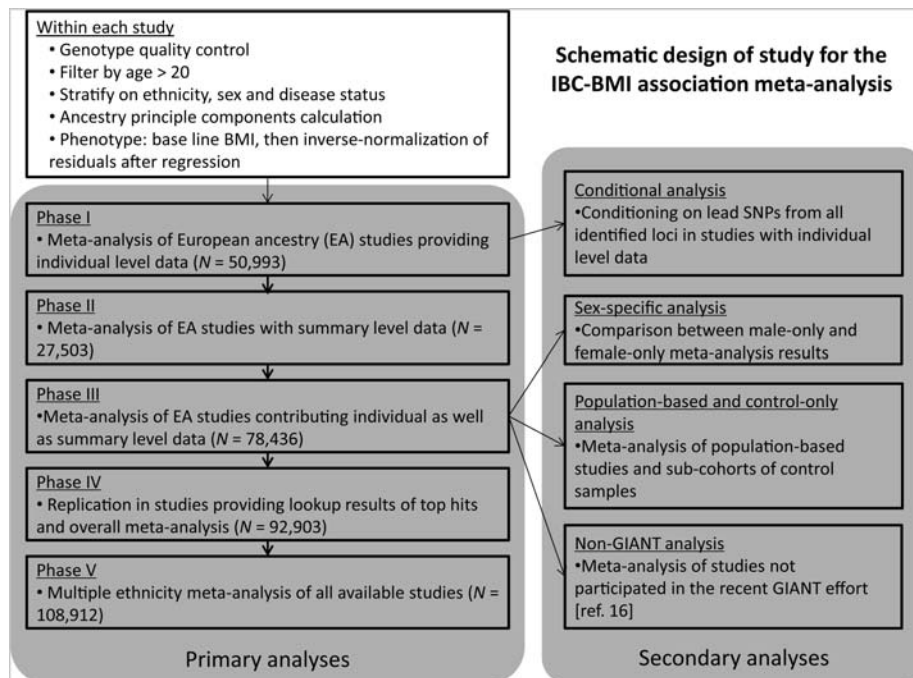 Within each study
• Genotype quality control
• Filter by age > 20
• Stratify on ethnicity, sex and disease status
• Ancestry principle components calculation
• Phenotype: base line BMI, then inverse-normalization of
residuals after regression
Schematic design of study for the
IBC-BMI association meta-analysis
Phase I
• Meta-analysis of European ancestry (EA) studies providing
individual level data (N = 50,993)
Phase II
• Meta-analysis of EA studies with summary level data (N =
27,503)
Phase III
•Meta-analysis of EA studies contributing individual as well
as summary level data (N = 78,436)
Phase IV
• Replication in studies providing lookup results of top hits
and overall meta-analysis (N = 92,903)
Phase V
• Multiple ethnicity meta-analysis of all available studies (N =
108,912)
Primary analyses
Conditional analysis
•Conditioning on lead SNPs from all
identified loci in studies with individual
level data
Sex-specific analysis
• Comparison between male-only and
female-only meta-analysis results
Population-based and control-only
analysis
• Meta-analysis of population-based
studies and sub-cohorts of control
samples
Non-GIANT analysis
• Meta-analysis of studies not
participated in the recent GIANT effort
[ref. 16]
Secondary analyses